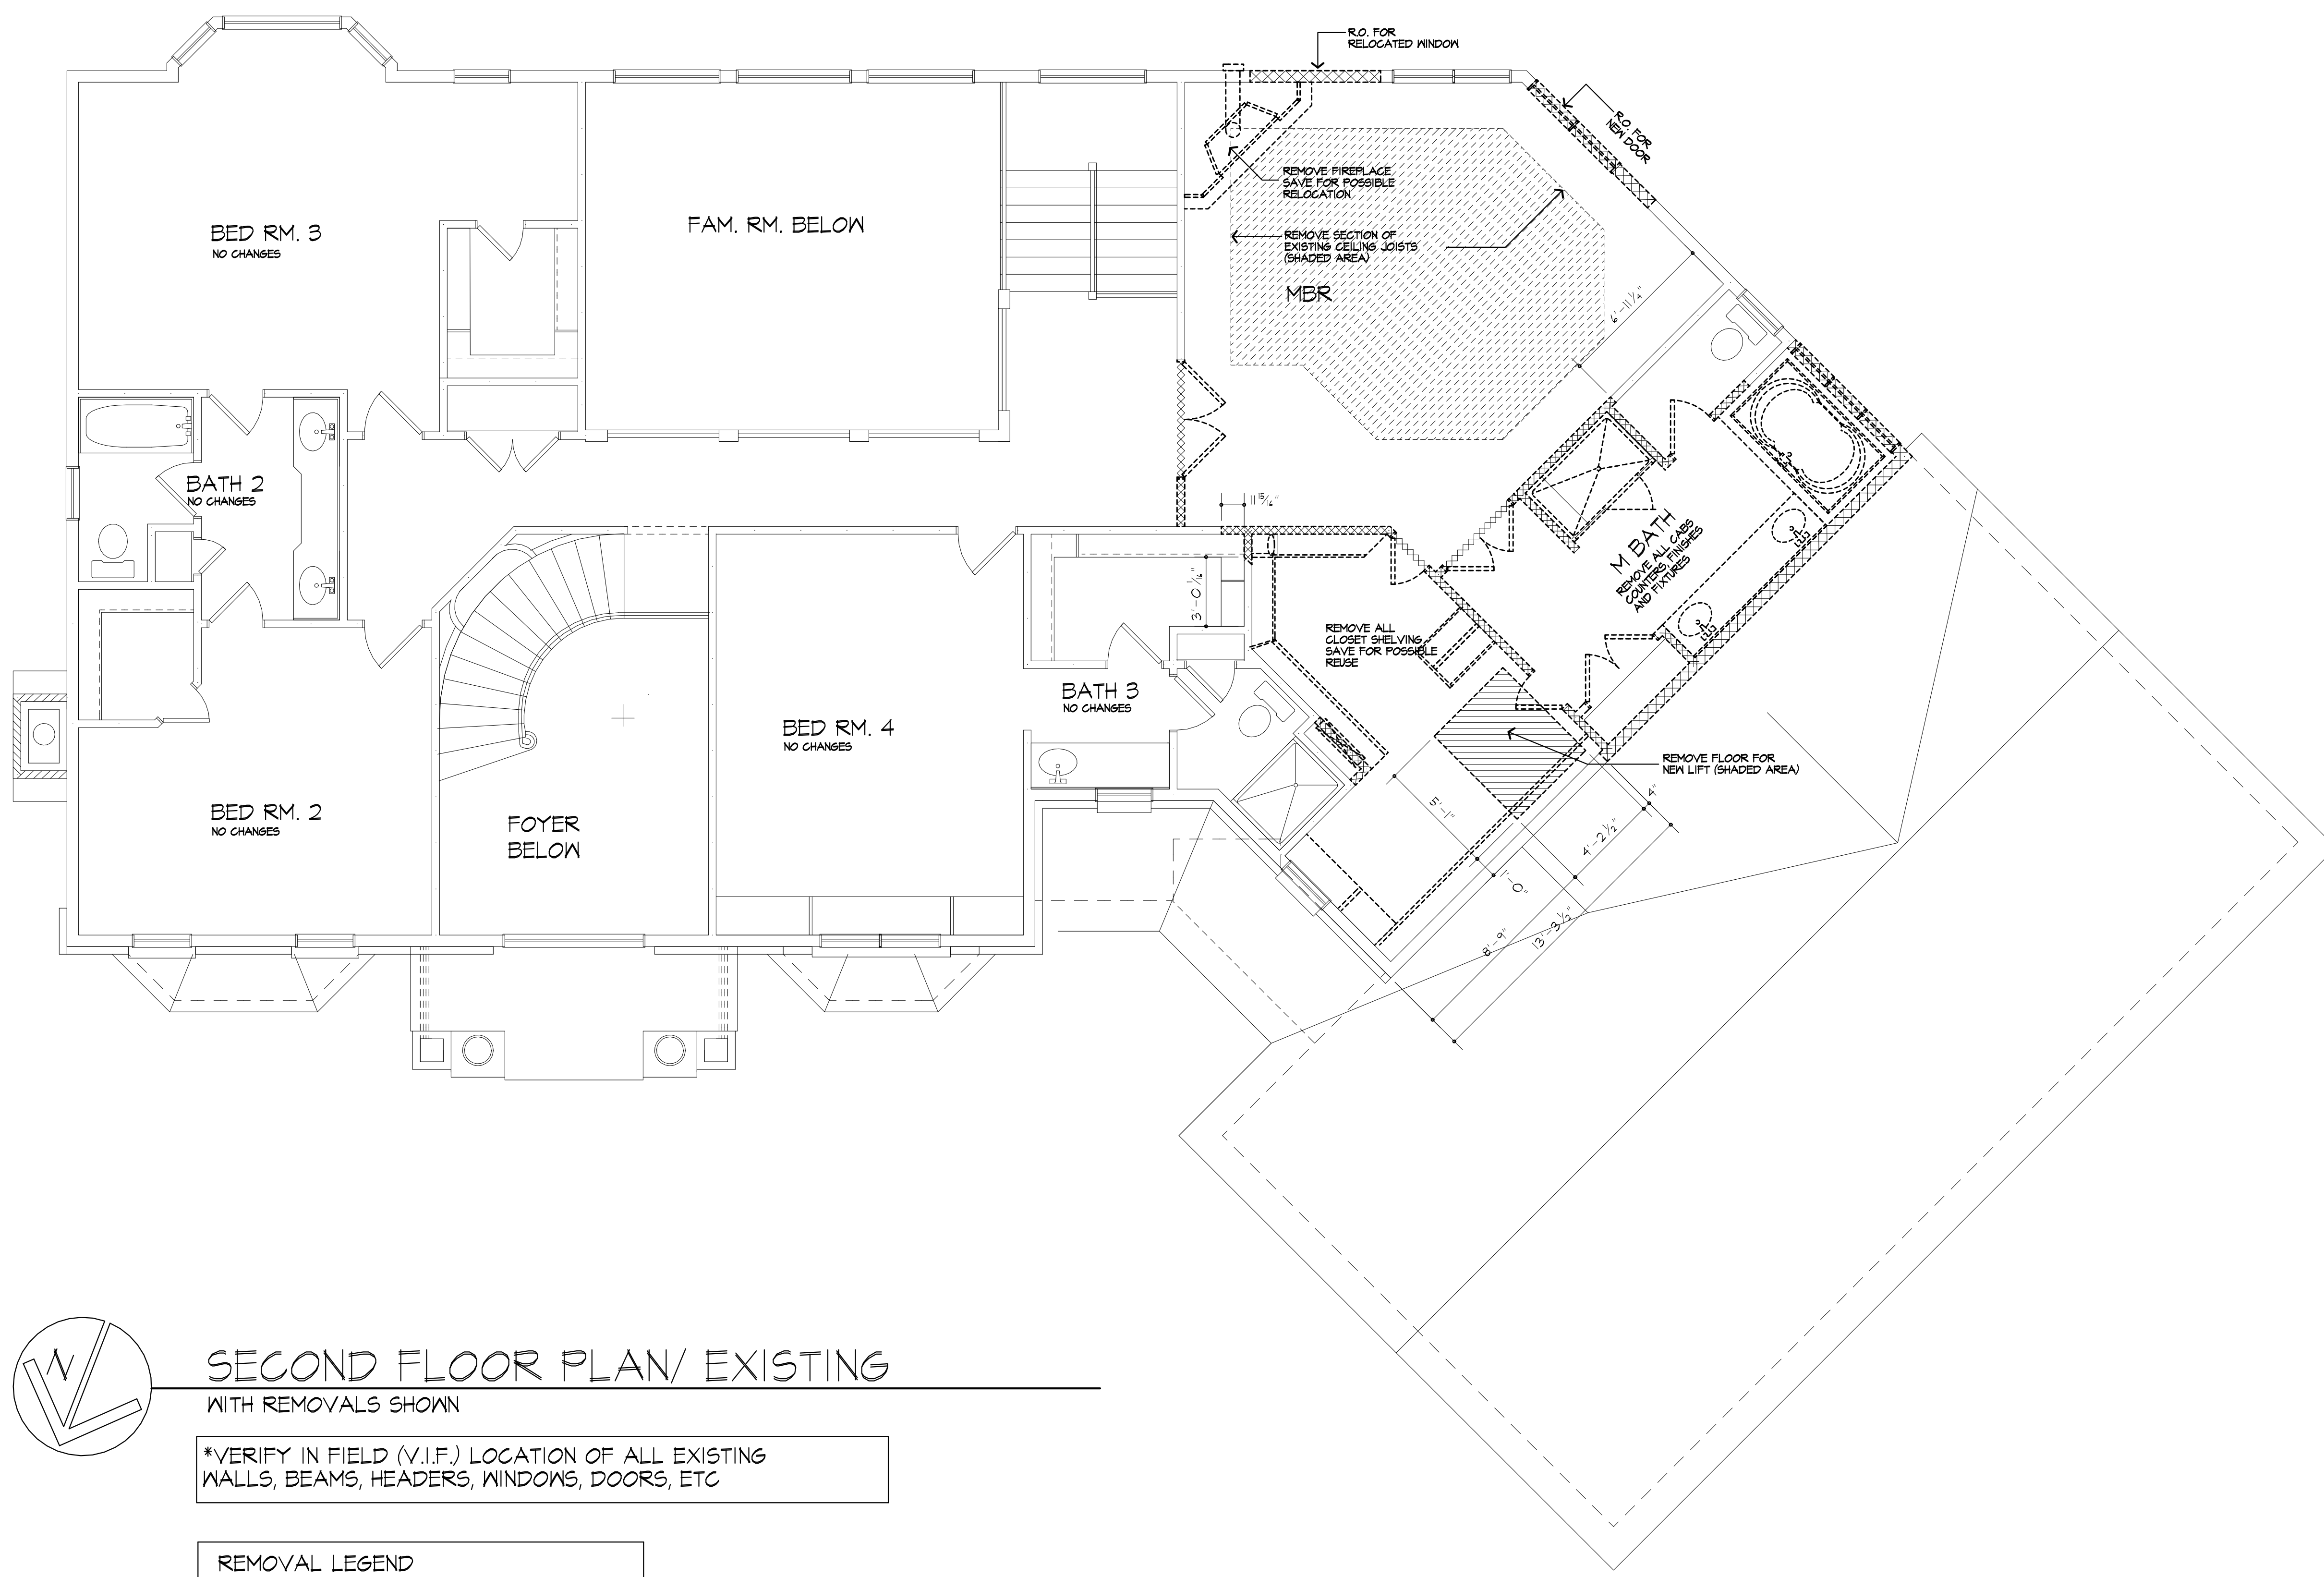 R.O. FOR
RELOCATED WINDOW
R.O. FOR
NEW DOOR
REMOVE FIREPLACE
SAVE FOR POSSIBLE
RELOCATION
BED RM. 3
NO CHANGES
FAM. RM. BELOW
REMOVE SECTION OF
EXISTING CEILING JOISTS
(SHADED AREA)
MBR
6'-11 1/4"
BATH 2
NO CHANGES
11 15/16"
M BATH
REMOVE ALL CABS
COUNTERS, FINISHES
AND FIXTURES
3'-0 1/16"
REMOVE ALL
CLOSET SHELVING
SAVE FOR POSSIBLE
REUSE
BATH 3
NO CHANGES
BED RM. 4
NO CHANGES
REMOVE FLOOR FOR
NEW LIFT (SHADED AREA)
BED RM. 2
NO CHANGES
FOYER
BELOW
5'-1"
4"
4'-2 1/2"
1'-0"
8'-9"
13'-3 1/2"
N
SECOND FLOOR PLAN/ EXISTING
WITH REMOVALS SHOWN
*VERIFY IN FIELD (V.I.F.) LOCATION OF ALL EXISTING
WALLS, BEAMS, HEADERS, WINDOWS, DOORS, ETC
REMOVAL LEGEND